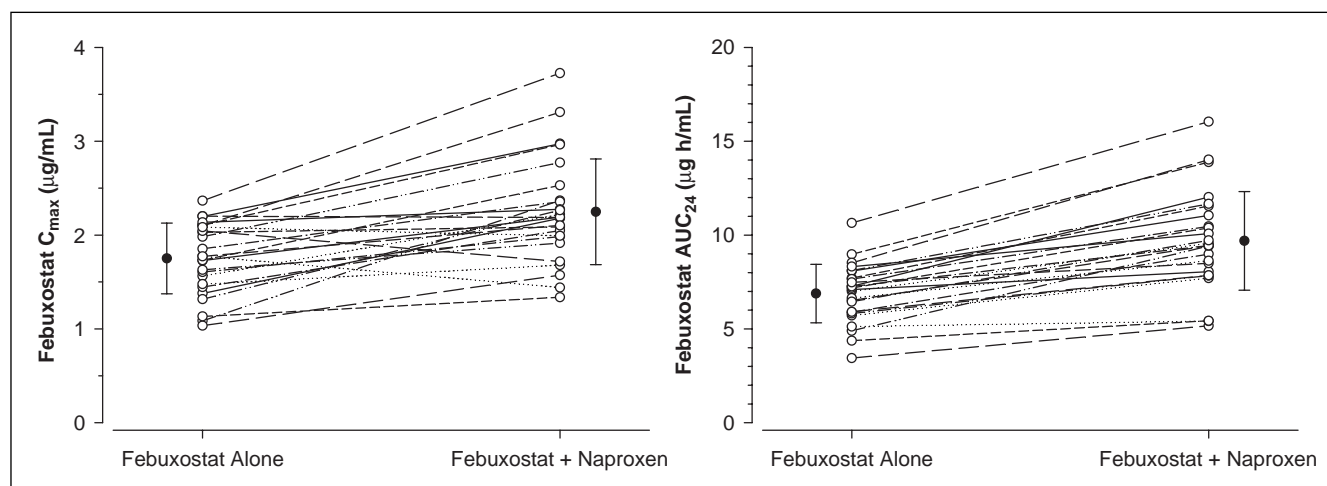 Febuxostat Cmax (μg/mL)
4
3
2
1
0
Febuxostat Alone
Febuxostat + Naproxen
Febuxostat AUC24 (μg h/mL)
20
15
10
5
0
Febuxostat Alone
Febuxostat + Naproxen